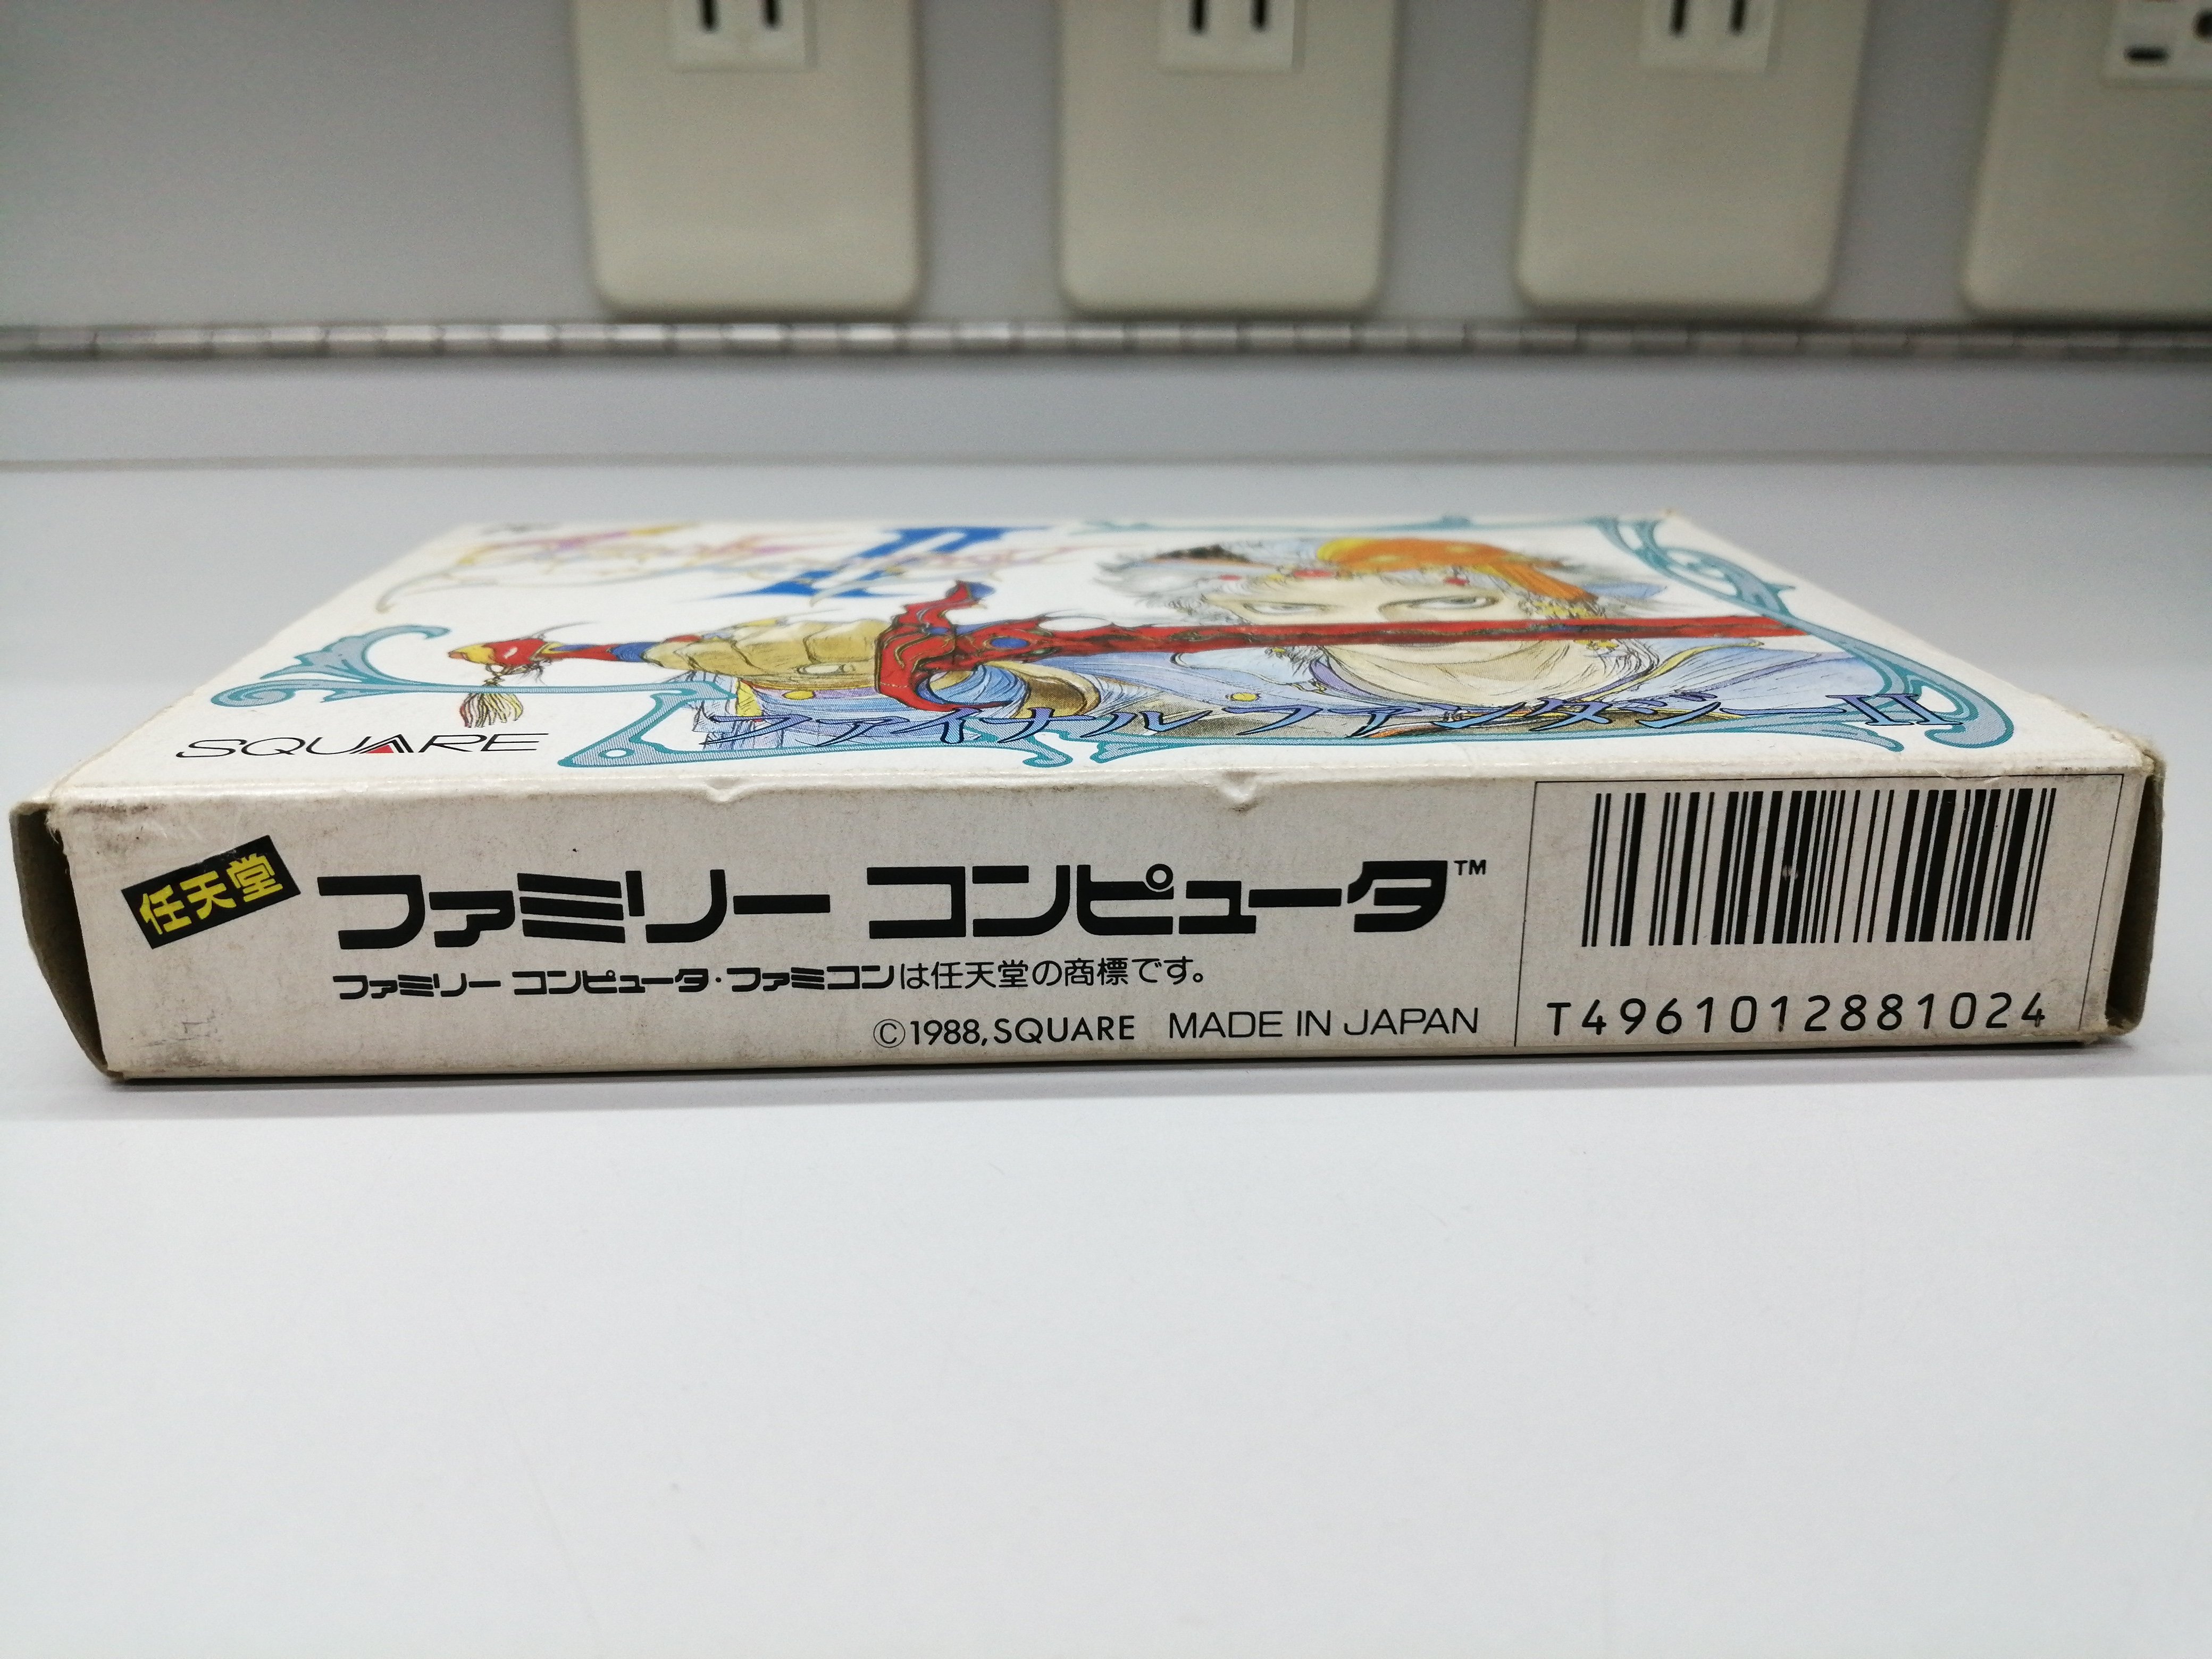 II
SQUARE
ファイナルファンタジーII
任天堂
ファミリー コンピュータ™
ファミリー コンピュータ・ファミコンは任天堂の商標です。
©1988,SQUARE MADE IN JAPAN
T4961012881024